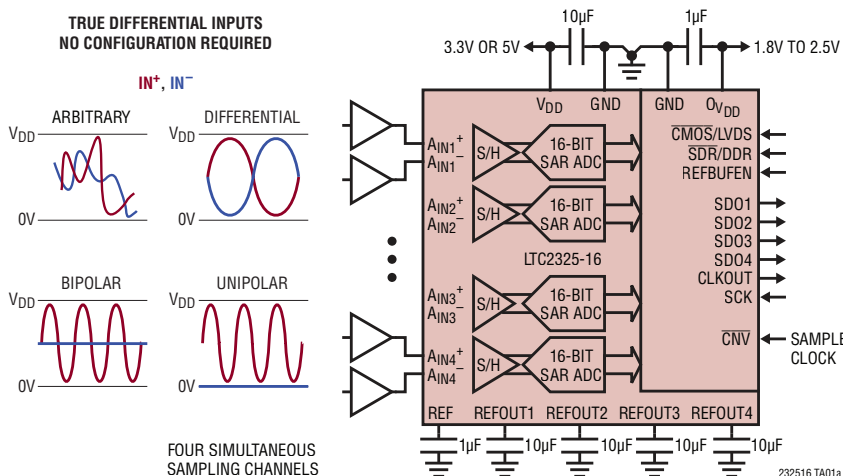 TRUE DIFFERENTIAL INPUTS
NO CONFIGURATION REQUIRED
IN+, IN−
ARBITRARY
VDD
0V
DIFFERENTIAL
VDD
0V
BIPOLAR
VDD
0V
UNIPOLAR
VDD
0V
FOUR SIMULTANEOUS
SAMPLING CHANNELS
3.3V OR 5V
10µF
1µF
1.8V TO 2.5V
VDD
GND
GND
OVDD
AIN1+
AIN1−
S/H
16-BIT
SAR ADC
AIN2+
AIN2−
S/H
16-BIT
SAR ADC
LTC2325-16
AIN3+
AIN3−
S/H
16-BIT
SAR ADC
AIN4+
AIN4−
S/H
16-BIT
SAR ADC
CMOS/LVDS
SDR/DDR
REFBUFEN
SDO1
SDO2
SDO3
SDO4
CLKOUT
SCK
CNV
SAMPLE
CLOCK
REF
REFOUT1
REFOUT2
REFOUT3
REFOUT4
1µF
10µF
10µF
10µF
10µF
232516 TA01a